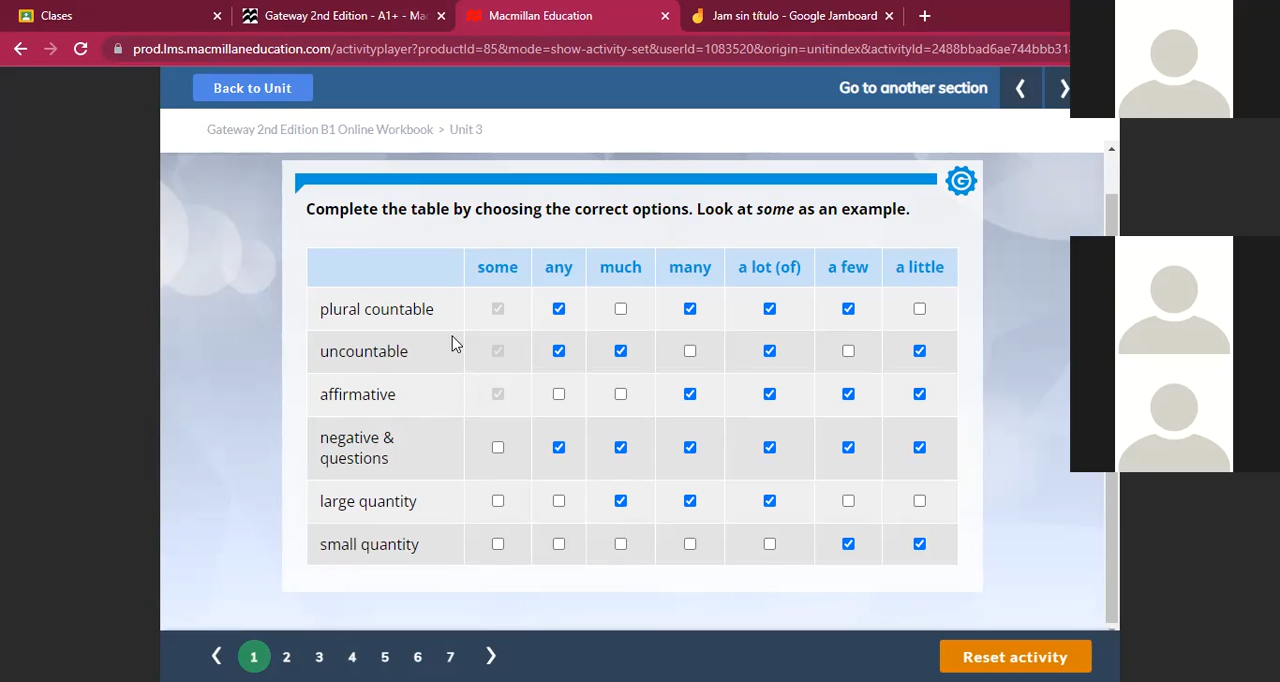 Clases
Gateway 2nd Edition - A1+ - Mac
Macmillan Education
Jam sin título - Google Jamboard
prod.lms.macmillaneducation.com/activityplayer?productId=85&mode=show-activity-set&userId=1083520&origin=unitindex&activityId=2488bbad6ae744bbb31
Back to Unit
Go to another section
Gateway 2nd Edition B1 Online Workbook > Unit 3
Complete the table by choosing the correct options. Look at some as an example.
some any much many a lot (of) a few a little
plural countable
uncountable
affirmative
negative &
questions
large quantity
small quantity
1 2 3 4 5 6 7
Reset activity